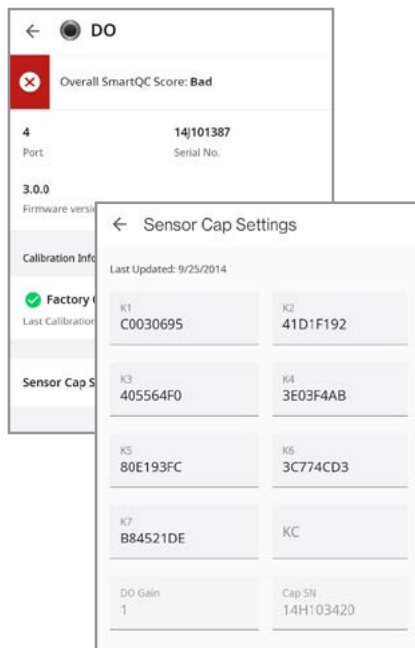 ← DO
Overall SmartQC Score: Bad
4 14J101387
Port Serial No.
3.0.0
Firmware versi
Calibration Info
Factory
Last Calibration
Sensor Cap S
← Sensor Cap Settings
Last Updated: 9/25/2014
K1 K2
C0030695 41D1F192
K3 K4
405564F0 3E03F4AB
K5 K6
80E193FC 3C774CD3
K7
B84521DE KC
DO Gain Cap SN
1 14H103420